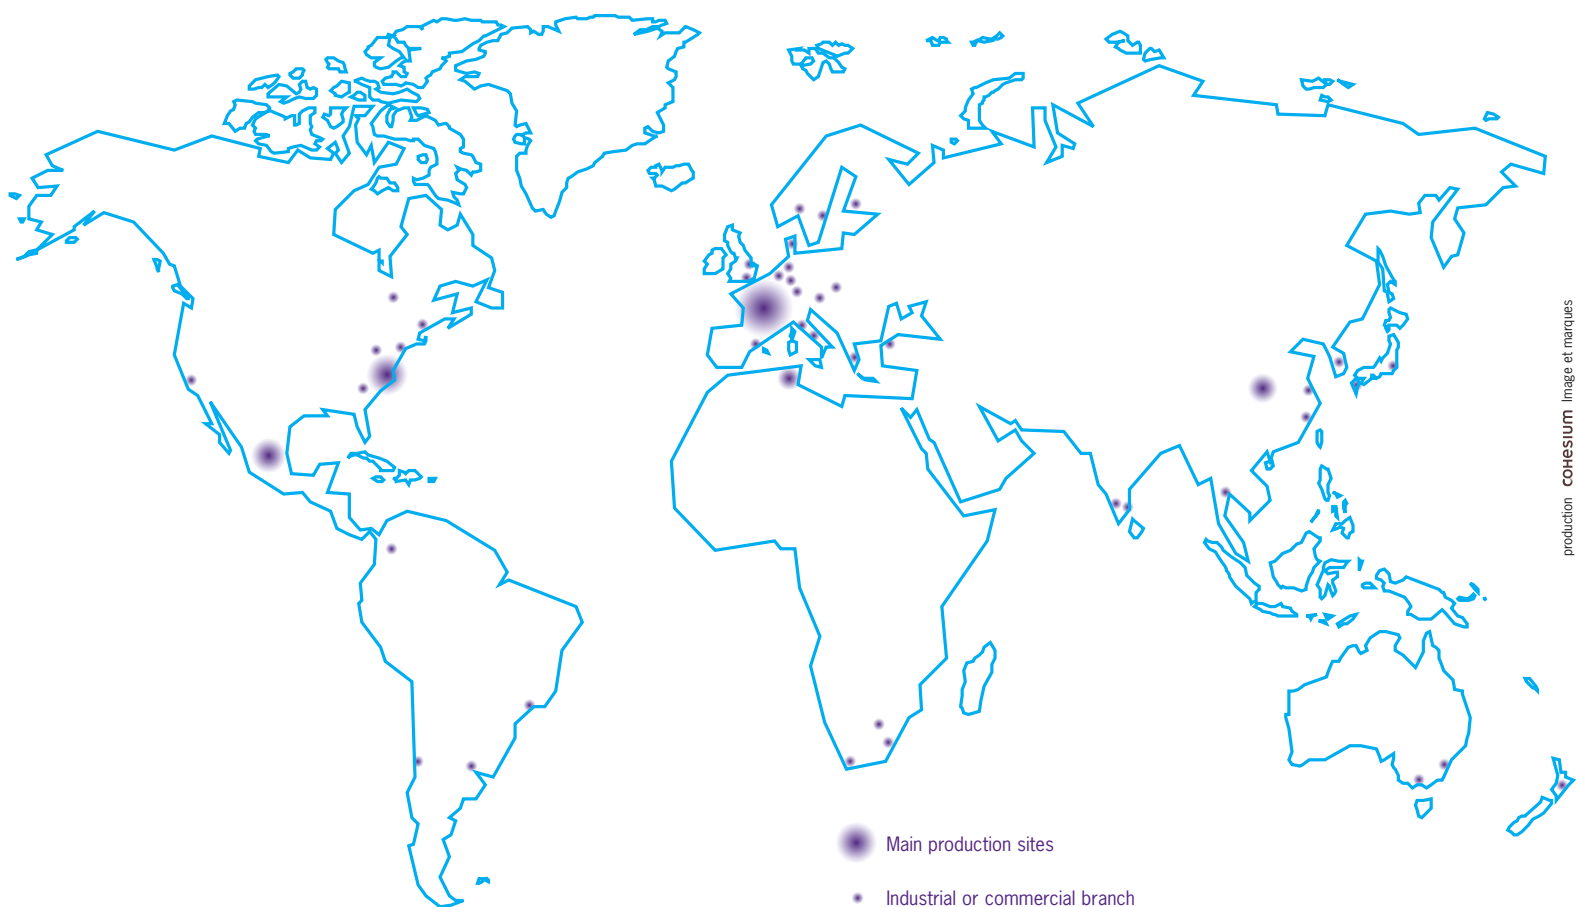 Main production sites
Industrial or commercial branch
production COHESIUM Image et marques